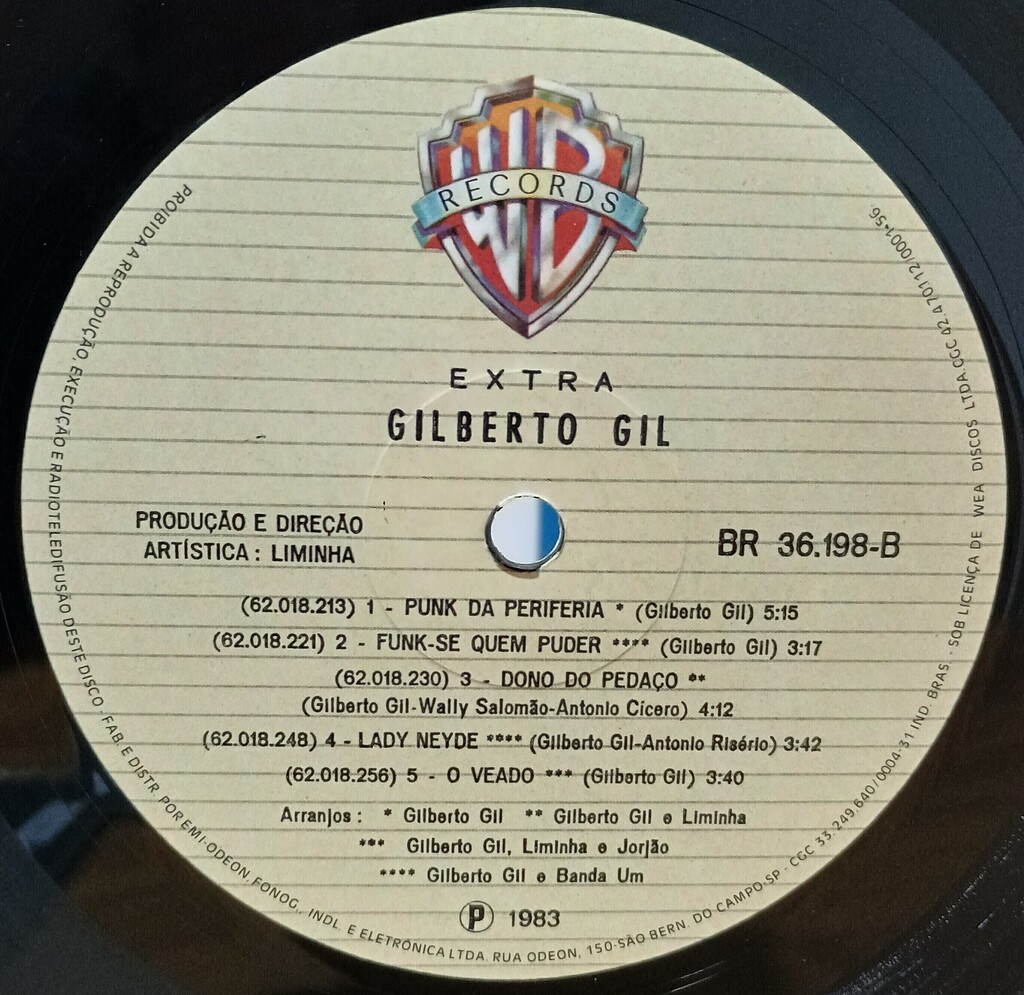 WB
RECORDS
EXTRA
GILBERTO GIL
PRODUÇÃO E DIREÇÃO
ARTÍSTICA : LIMINHA
BR 36.198-B
(62.018.213) 1 - PUNK DA PERIFERIA * (Gilberto Gil) 5:15
(62.018.221) 2 - FUNK-SE QUEM PUDER **** (Gilberto Gil) 3:17
(62.018.230) 3 - DONO DO PEDAÇO **
(Gilberto Gil-Wally Salomão-Antonio Cícero) 4:12
(62.018.248) 4 - LADY NEYDE **** (Gilberto Gil-Antonio Risério) 3:42
(62.018.256) 5 - O VEADO *** (Gilberto Gil) 3:40
Arranjos : * Gilberto Gil ** Gilberto Gil e Liminha
*** Gilberto Gil, Liminha e Jorjão
**** Gilberto Gil e Banda Um
Ⓟ 1983
PROIBIDA A REPRODUÇÃO, EXECUÇÃO E RADIOTELEDIFUSÃO DESTE DISCO - FAB. E DISTR. POR EMI-ODEON, FONOG., INDL. E ELETRÔNICA LTDA. RUA ODEON, 150-SÃO BERN. DO CAMPO-SP - CGC 33.249.640/0004-31 IND. BRAS. - SOB LICENÇA DE WEA DISCOS LTDA. CGC 42.470.112/0001-56.